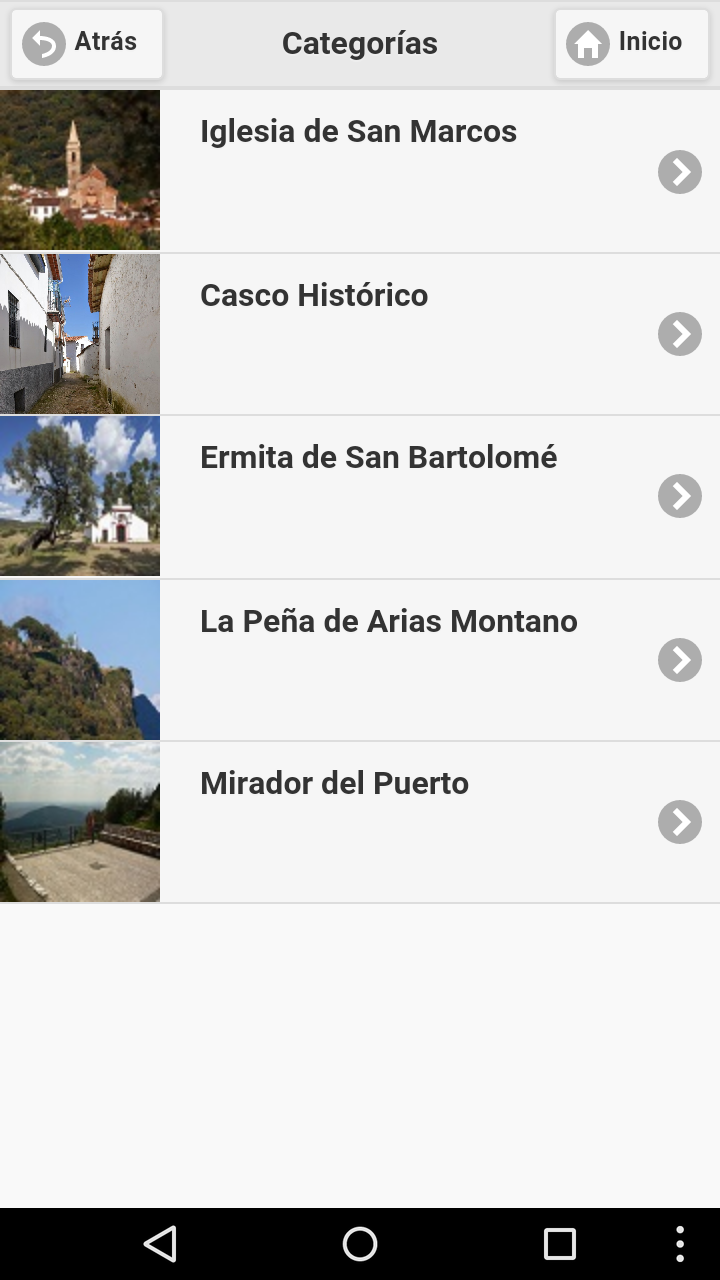 Atrás
Categorías
Inicio
Iglesia de San Marcos
Casco Histórico
Ermita de San Bartolomé
La Peña de Arias Montano
Mirador del Puerto